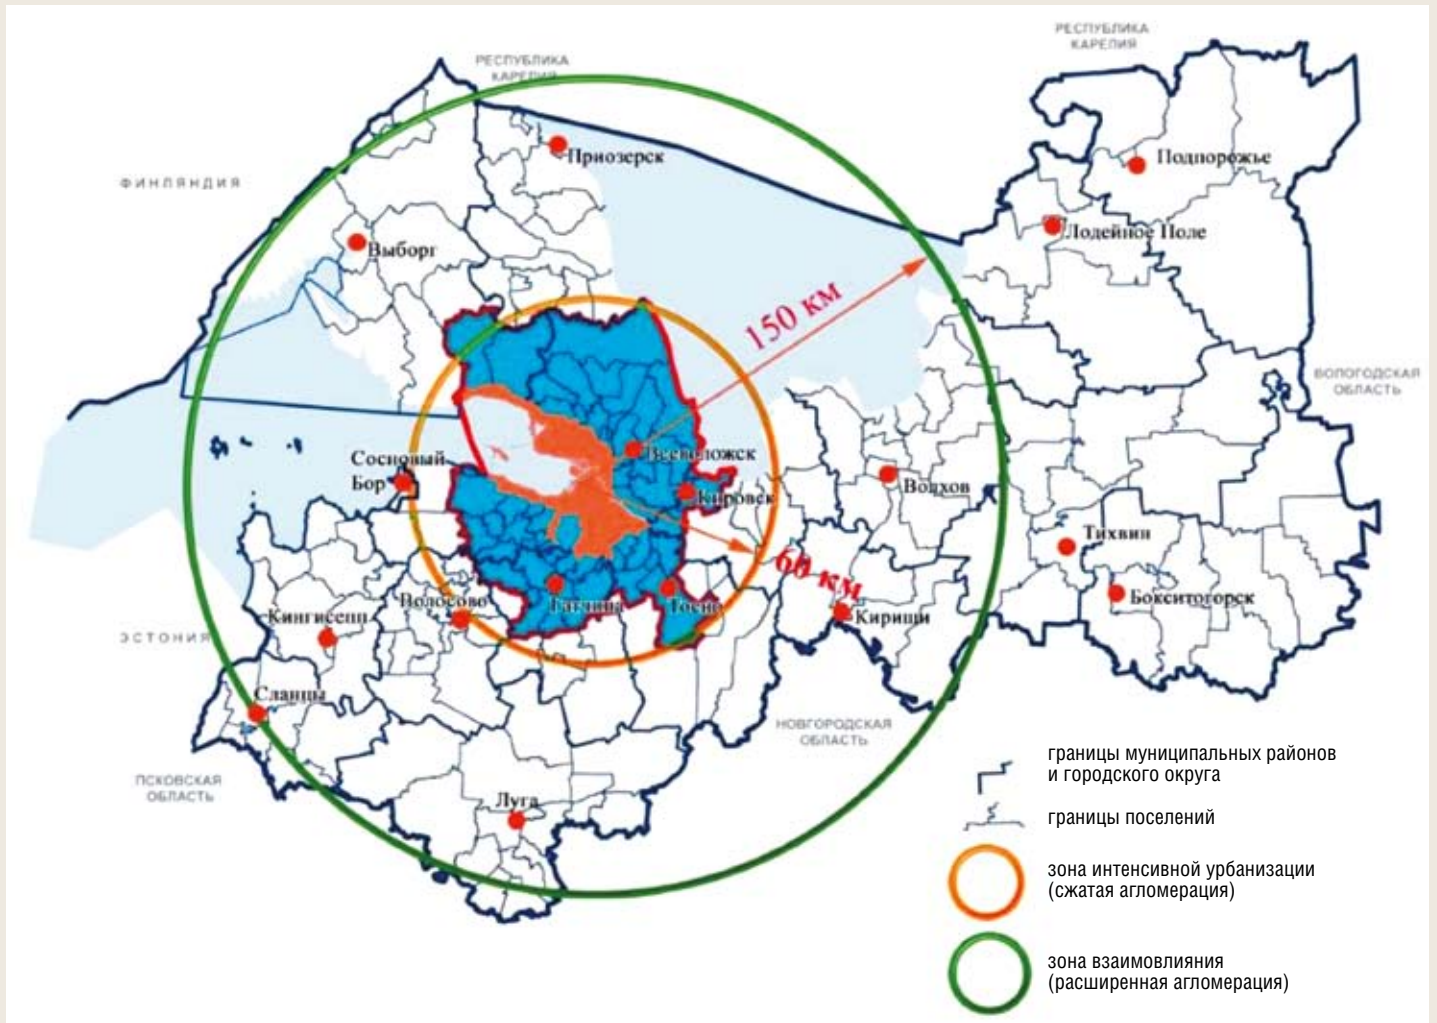 РЕСПУБЛИКА
КАРЕЛИЯ
РЕСПУБЛИКА
КАРЕЛИЯ
Приозерск
Подпорожье
ФИНЛЯНДИЯ
Лодейное Поле
Выборг
150 км
ВОЛОГОДСКАЯ
ОБЛАСТЬ
Всеволожск
Сосновый
Бор
Кировск
Волхов
Тихвин
60 км
Бокситогорск
Волосово
Гатчина
Тосно
Кингисепп
Кириши
ЭСТОНИЯ
Сланцы
НОВГОРОДСКАЯ
ОБЛАСТЬ
ПСКОВСКАЯ
ОБЛАСТЬ
Луга
границы муниципальных районов
и городского округа
границы поселений
зона интенсивной урбанизации
(сжатая агломерация)
зона взаимовлияния
(расширенная агломерация)